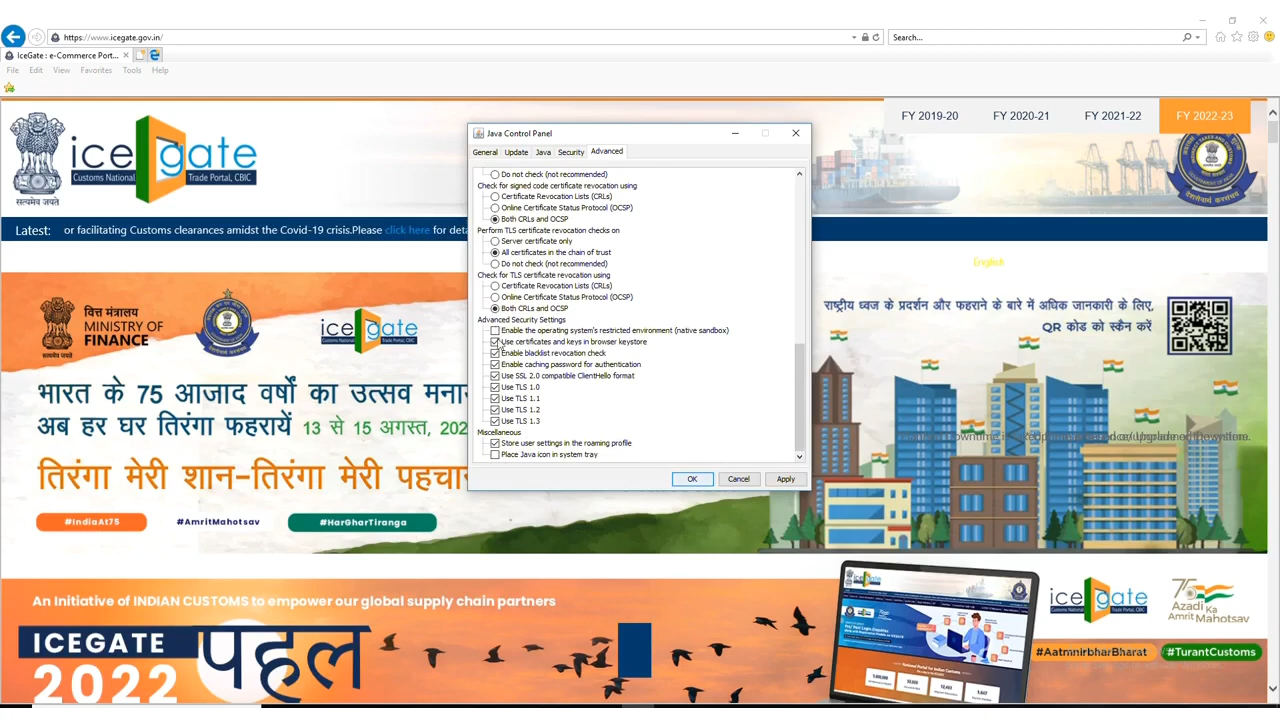 https://www.icegate.gov.in/
Search...
IceGate : e-Commerce Port...
File Edit View Favorites Tools Help
FY 2019-20 FY 2020-21 FY 2021-22 FY 2022-23
सत्यमेव जयते
ice gate
Customs National Trade Portal, CBIC
Latest: or facilitating Customs clearances amidst the Covid-19 crisis.Please click here for deta
English
Java Control Panel
General Update Java Security Advanced
Do not check (not recommended)
Check for signed code certificate revocation using
Certificate Revocation Lists (CRLs)
Online Certificate Status Protocol (OCSP)
Both CRLs and OCSP
Perform TLS certificate revocation checks on
Server certificate only
All certificates in the chain of trust
Do not check (not recommended)
Check for TLS certificate revocation using
Certificate Revocation Lists (CRLs)
Online Certificate Status Protocol (OCSP)
Both CRLs and OCSP
Advanced Security Settings
Enable the operating system's restricted environment (native sandbox)
Use certificates and keys in browser keystore
Enable blacklist revocation check
Enable caching password for authentication
Use SSL 2.0 compatible ClientHello format
Use TLS 1.0
Use TLS 1.1
Use TLS 1.2
Use TLS 1.3
Miscellaneous
Store user settings in the roaming profile
Place Java icon in system tray
OK Cancel Apply
वित्त मंत्रालय
MINISTRY OF
FINANCE
सत्यमेव जयते
ice gate
राष्ट्रीय ध्वज के प्रदर्शन और फहराने के बारे में अधिक जानकारी के लिए,
QR कोड को स्कैन करें
भारत के 75 आजाद वर्षों का उत्सव मना
अब हर घर तिरंगा फहरायें 13 से 15 अगस्त, 202
तिरंगा मेरी शान-तिरंगा मेरी पहचा
#IndiaAt75 #AmritMahotsav #HarGharTiranga
An Initiative of INDIAN CUSTOMS to empower our global supply chain partners
ICEGATE पहल
2022
ice gate
75
Azadi Ka
Amrit Mahotsav
#AatmnirbharBharat #TurantCustoms